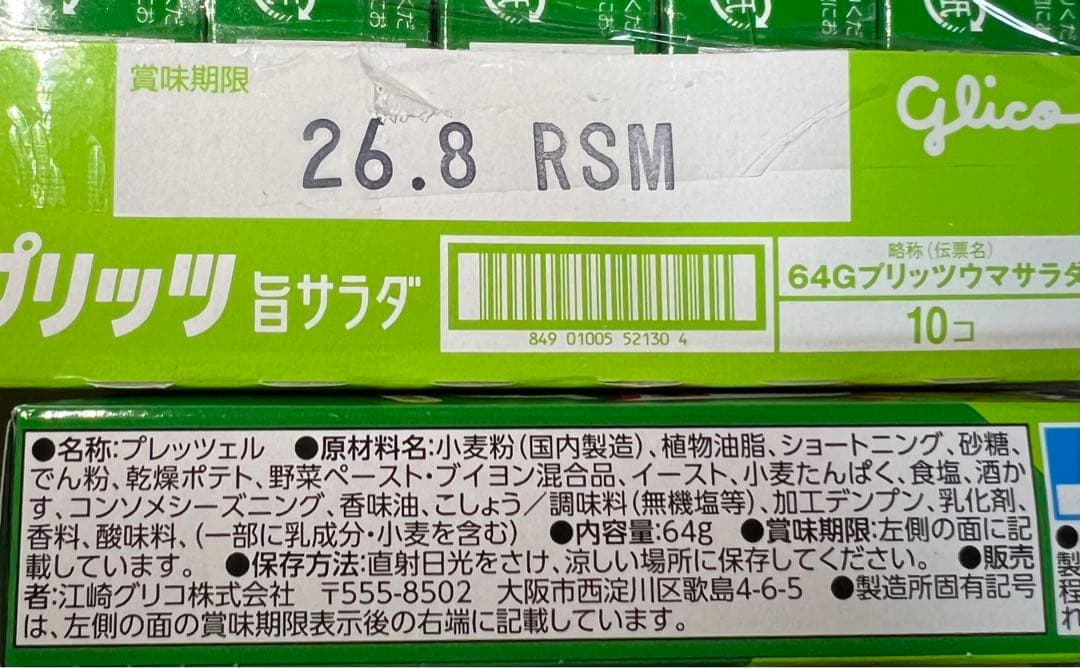 賞味期限
Glico
26.8 RSM
プリッツ 旨サラダ
849 01005 52130 4
略称(伝票名)
64Gプリッツウマサラダ
10コ
●名称:プレッツェル ●原材料名:小麦粉(国内製造)、植物油脂、ショートニング、砂糖、
でん粉、乾燥ポテト、野菜ペースト・ブイヨン混合品、イースト、小麦たんぱく、食塩、酒か
す、コンソメシーズニング、香味油、こしょう/調味料(無機塩等)、加工デンプン、乳化剤、
香料、酸味料、(一部に乳成分・小麦を含む) ●内容量:64g ●賞味期限:左側の面に記
載しています。 ●保存方法:直射日光をさけ、涼しい場所に保存してください。 ●販売
者:江崎グリコ株式会社 〒555-8502 大阪市西淀川区歌島4-6-5 ●製造所固有記号
は、左側の面の賞味期限表示後の右端に記載しています。